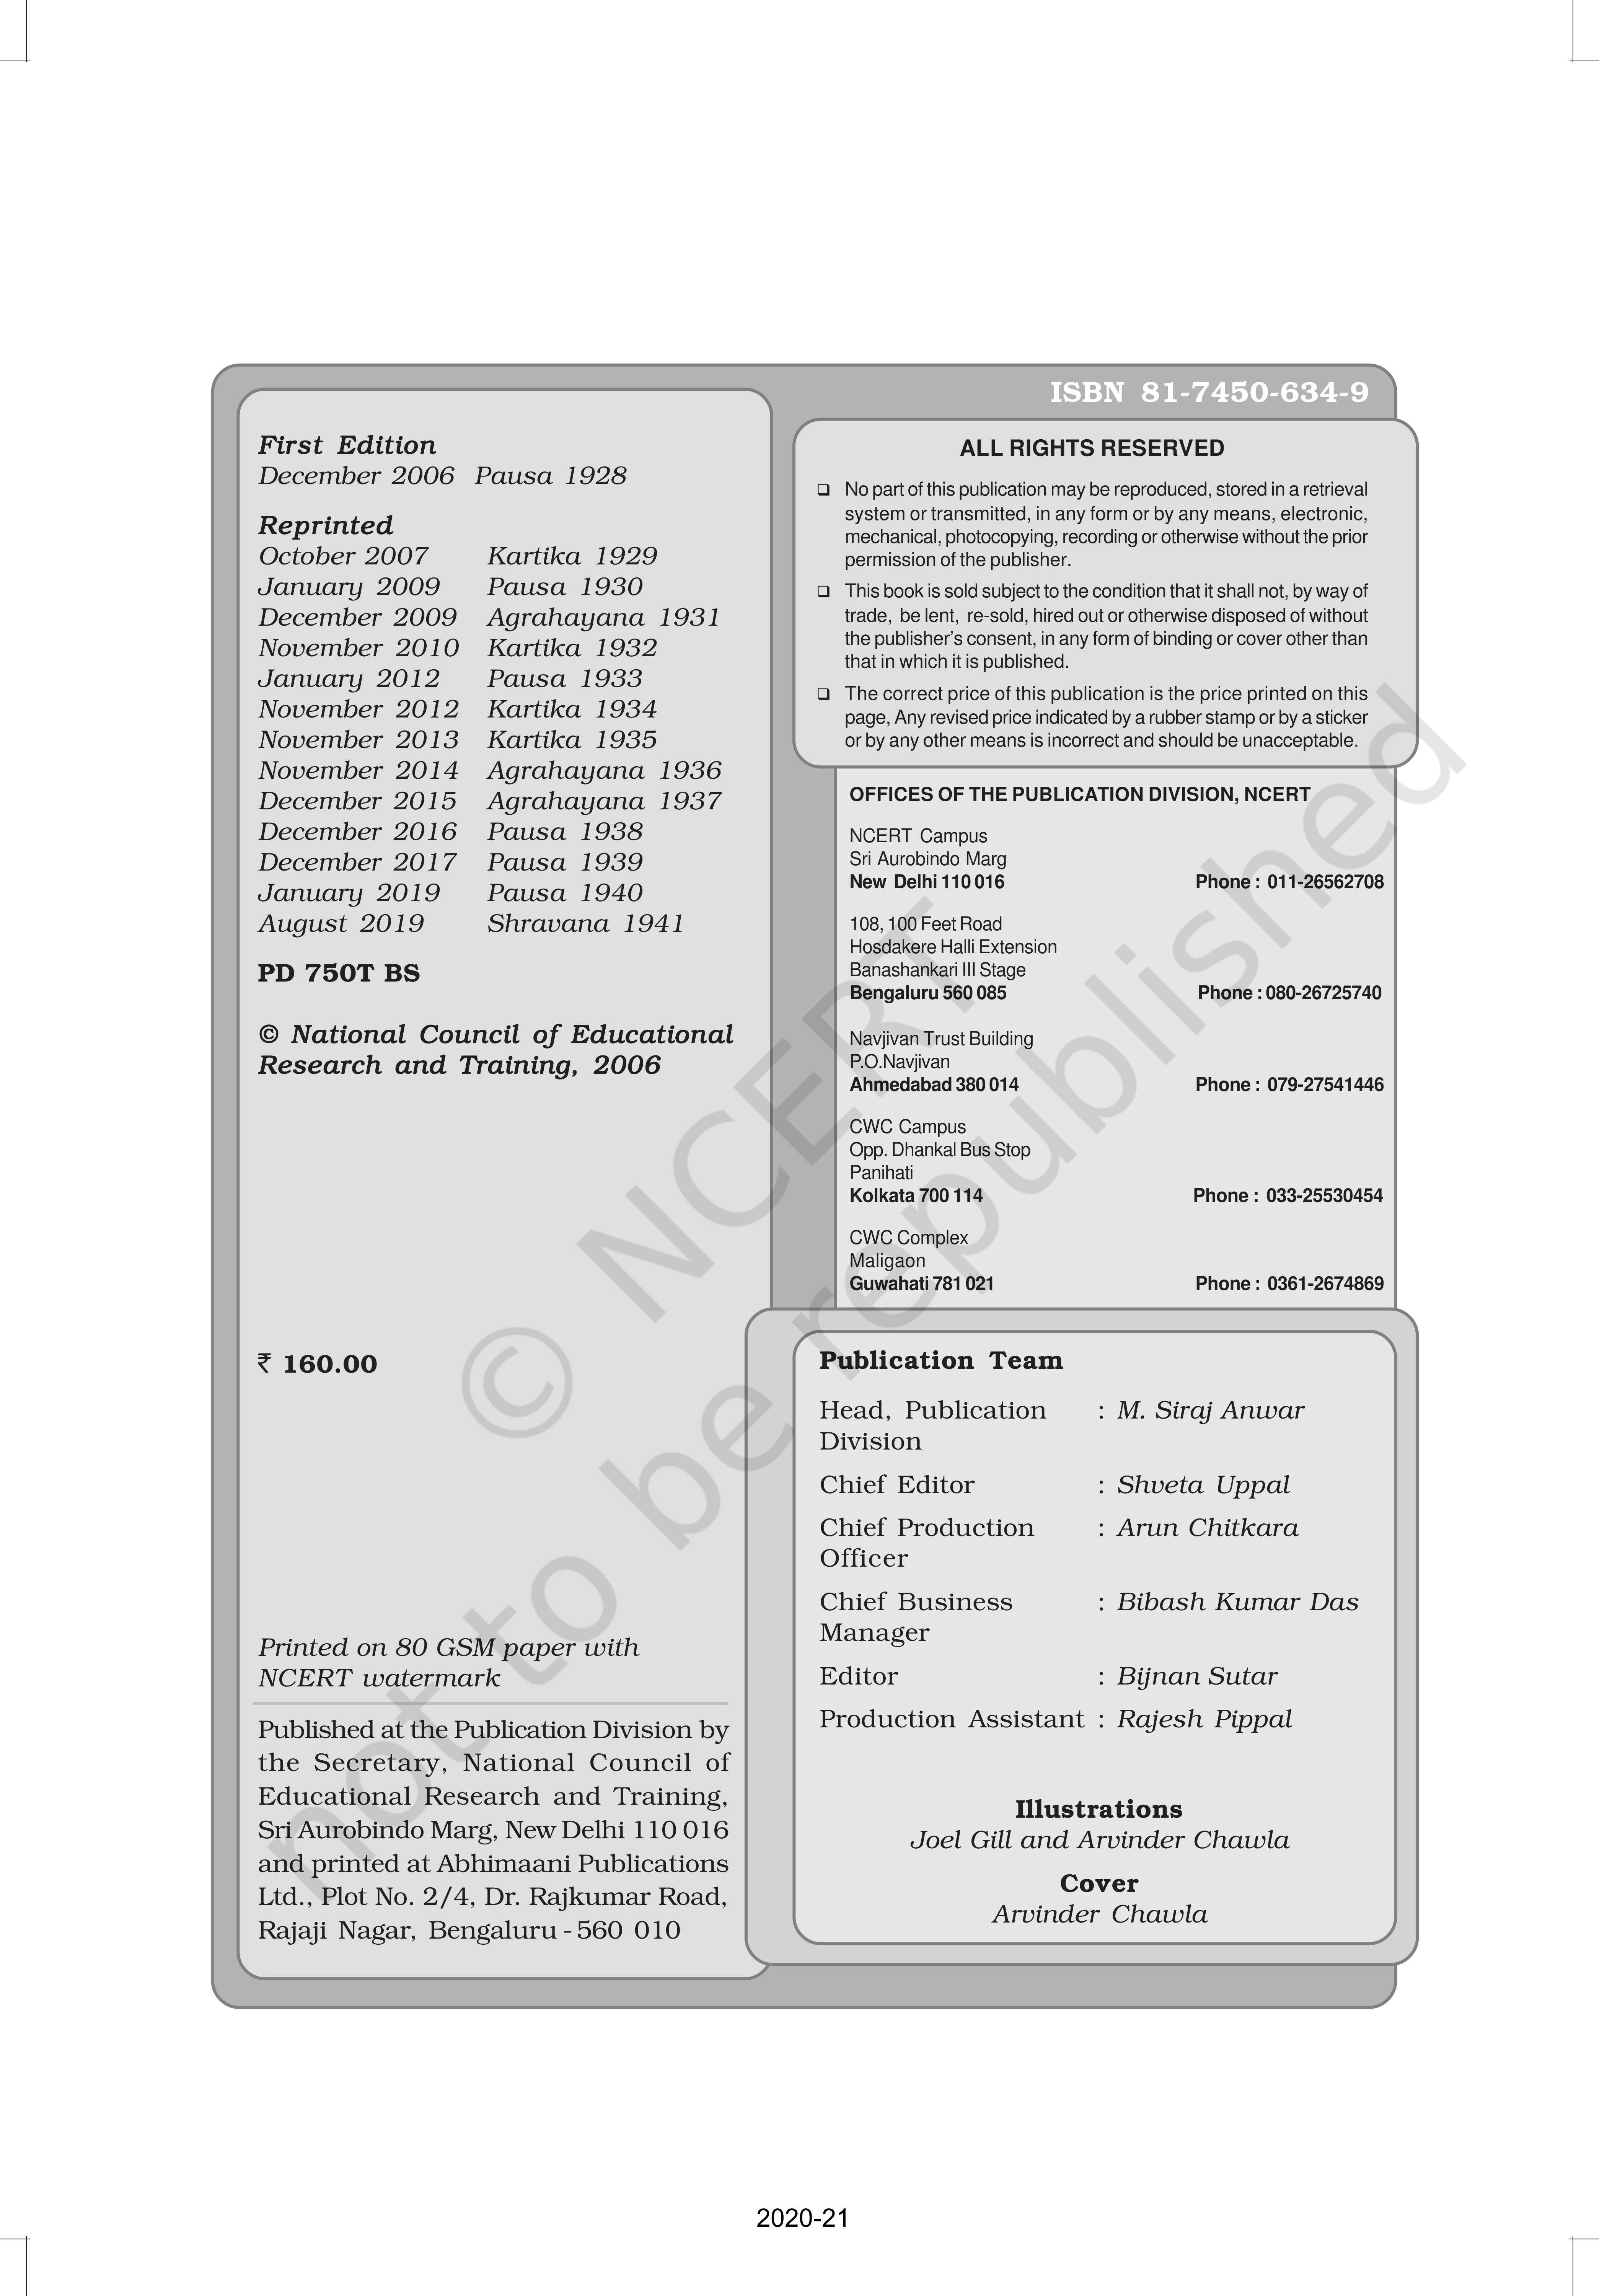 ISBN 81-7450-634-9
First Edition
December 2006 Pausa 1928
Reprinted
October 2007 Kartika 1929
January 2009 Pausa 1930
December 2009 Agrahayana 1931
November 2010 Kartika 1932
January 2012 Pausa 1933
November 2012 Kartika 1934
November 2013 Kartika 1935
November 2014 Agrahayana 1936
December 2015 Agrahayana 1937
December 2016 Pausa 1938
December 2017 Pausa 1939
January 2019 Pausa 1940
August 2019 Shravana 1941
PD 750T BS
© National Council of Educational
Research and Training, 2006
₹ 160.00
Printed on 80 GSM paper with
NCERT watermark
Published at the Publication Division by
the Secretary, National Council of
Educational Research and Training,
Sri Aurobindo Marg, New Delhi 110 016
and printed at Abhimaani Publications
Ltd., Plot No. 2/4, Dr. Rajkumar Road,
Rajaji Nagar, Bengaluru - 560 010
ALL RIGHTS RESERVED
❑ No part of this publication may be reproduced, stored in a retrieval
system or transmitted, in any form or by any means, electronic,
mechanical, photocopying, recording or otherwise without the prior
permission of the publisher.
❑ This book is sold subject to the condition that it shall not, by way of
trade, be lent, re-sold, hired out or otherwise disposed of without
the publisher's consent, in any form of binding or cover other than
that in which it is published.
❑ The correct price of this publication is the price printed on this
page, Any revised price indicated by a rubber stamp or by a sticker
or by any other means is incorrect and should be unacceptable.
OFFICES OF THE PUBLICATION DIVISION, NCERT
NCERT Campus
Sri Aurobindo Marg
New Delhi 110 016 Phone : 011-26562708
108, 100 Feet Road
Hosdakere Halli Extension
Banashankari III Stage
Bengaluru 560 085 Phone : 080-26725740
Navjivan Trust Building
P.O.Navjivan
Ahmedabad 380 014 Phone : 079-27541446
CWC Campus
Opp. Dhankal Bus Stop
Panihati
Kolkata 700 114 Phone : 033-25530454
CWC Complex
Maligaon
Guwahati 781 021 Phone : 0361-2674869
Publication Team
Head, Publication : M. Siraj Anwar
Division
Chief Editor : Shveta Uppal
Chief Production : Arun Chitkara
Officer
Chief Business : Bibash Kumar Das
Manager
Editor : Bijnan Sutar
Production Assistant : Rajesh Pippal
Illustrations
Joel Gill and Arvinder Chawla
Cover
Arvinder Chawla
© NCERT
not to be republished
2020-21